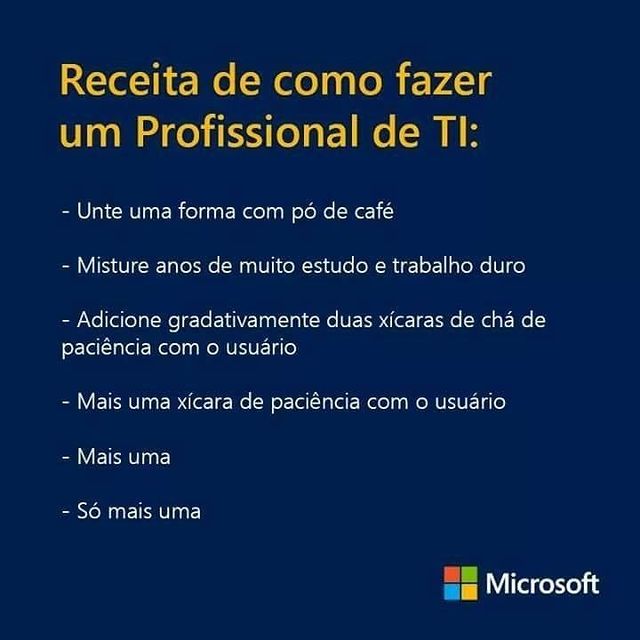 Receita de como fazer
um Profissional de TI:
- Unte uma forma com pó de café
- Misture anos de muito estudo e trabalho duro
- Adicione gradativamente duas xícaras de chá de
paciência com o usuário
- Mais uma xícara de paciência com o usuário
- Mais uma
- Só mais uma
Microsoft